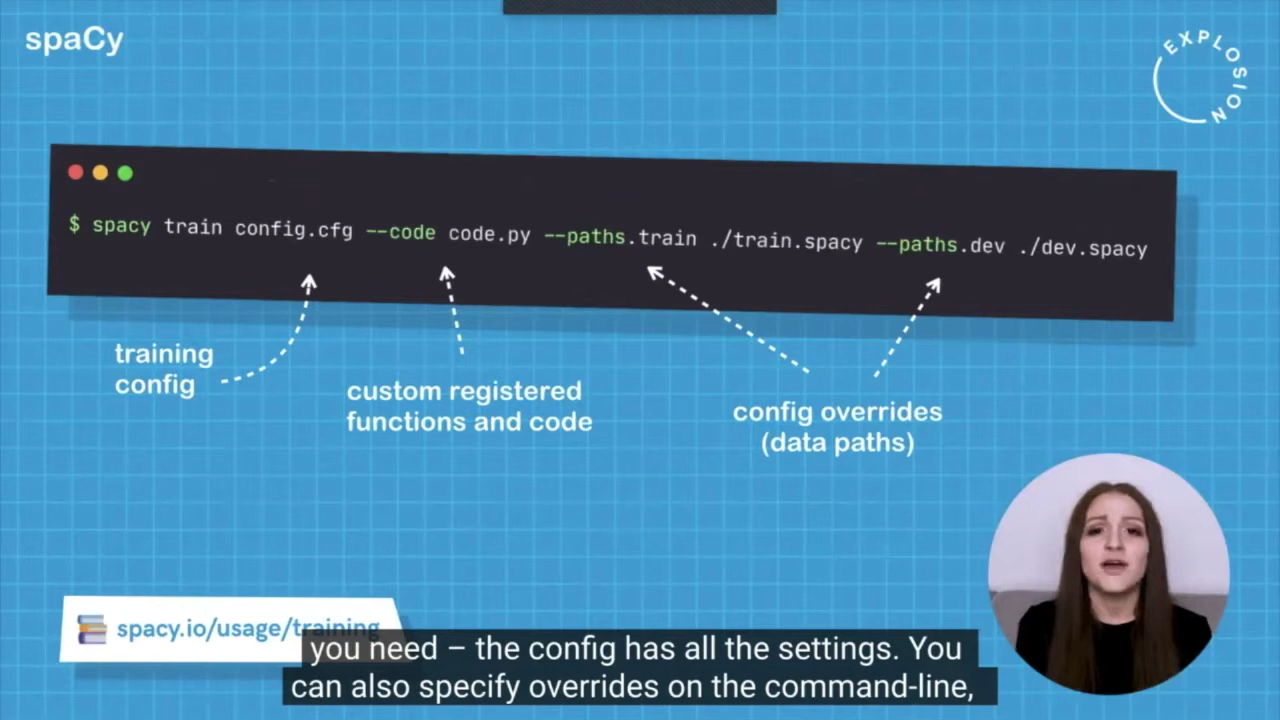 spaCy
EXPLOSION
$ spacy train config.cfg --code code.py --paths.train ./train.spacy --paths.dev ./dev.spacy
training
config
custom registered
functions and code
config overrides
(data paths)
spacy.io/usage/training
you need – the config has all the settings. You
can also specify overrides on the command-line,